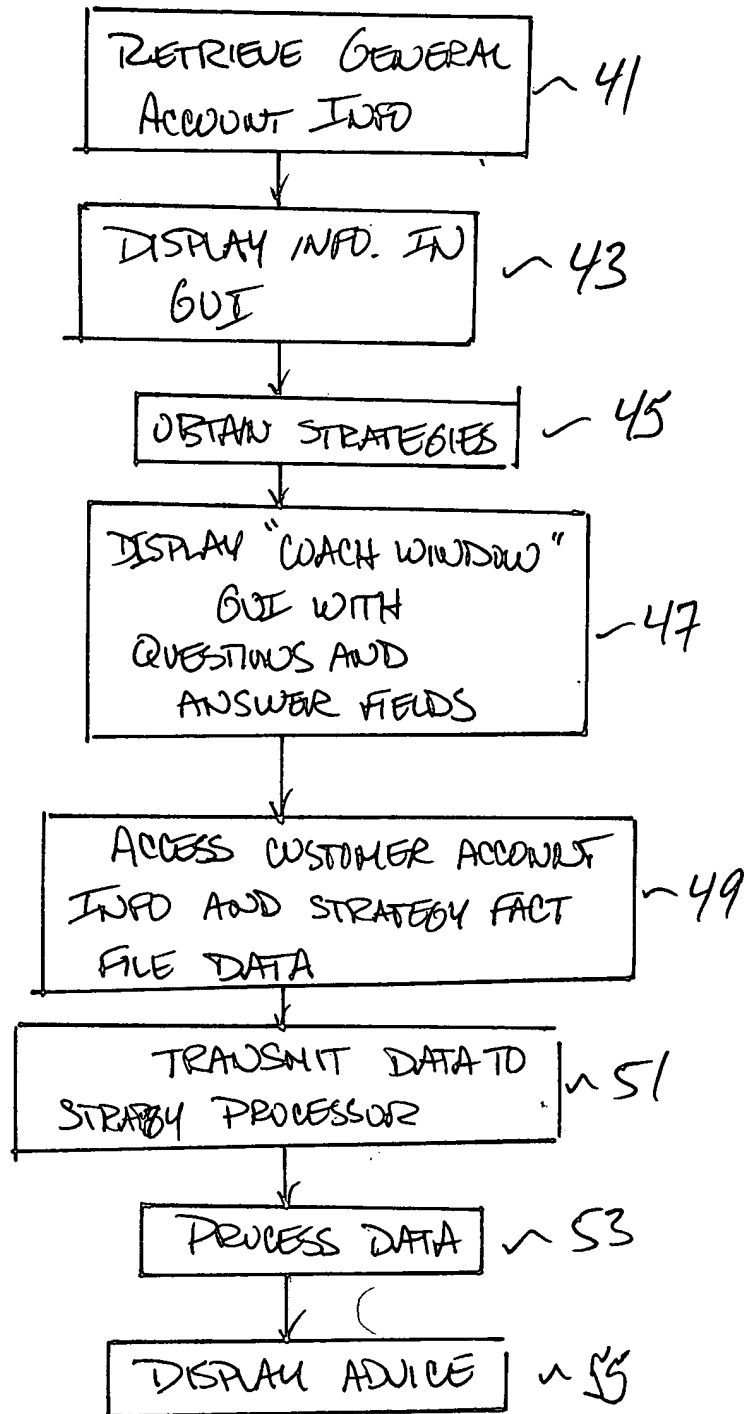 RETRIEVE GENERAL
ACCOUNT INFO
~ 41
DISPLAY INFO. IN
GUI
~ 43
OBTAIN STRATEGIES
~ 45
DISPLAY "COACH WINDOW"
GUI WITH
QUESTIONS AND
ANSWER FIELDS
~ 47
ACCESS CUSTOMER ACCOUNT
INFO AND STRATEGY FACT
FILE DATA
~ 49
TRANSMIT DATA TO
STRATEGY PROCESSOR
~ 51
PROCESS DATA
~ 53
DISPLAY ADVICE
~ 55